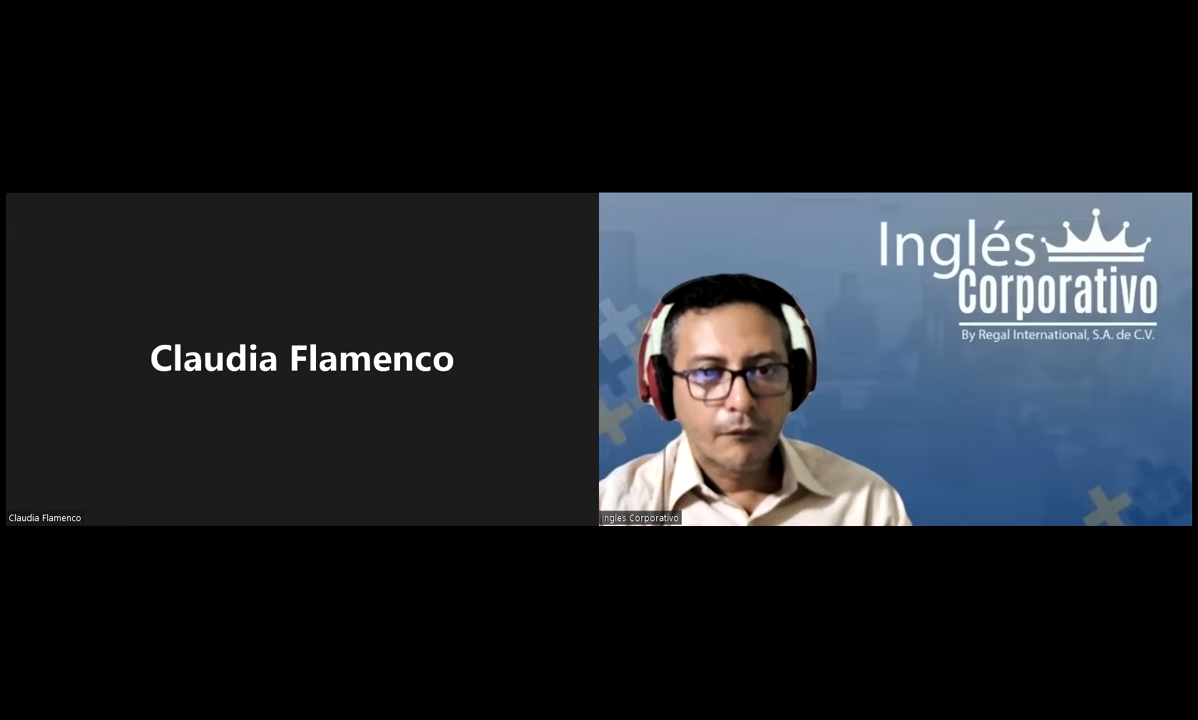 Claudia Flamenco
Claudia Flamenco
Inglés
Corporativo
By Regal International, S.A. de C.V.
Ingles Corporativo